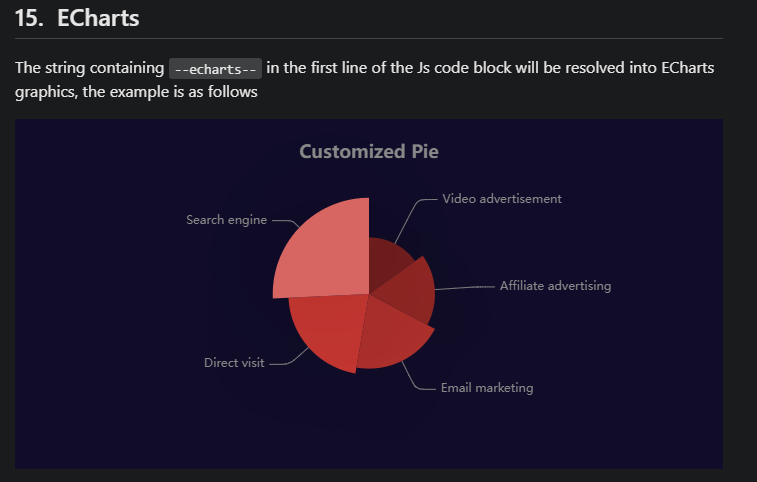 15. ECharts
The string containing --echarts-- in the first line of the Js code block will be resolved into ECharts
graphics, the example is as follows
Customized Pie
Video advertisement
Search engine
Affiliate advertising
Direct visit
Email marketing